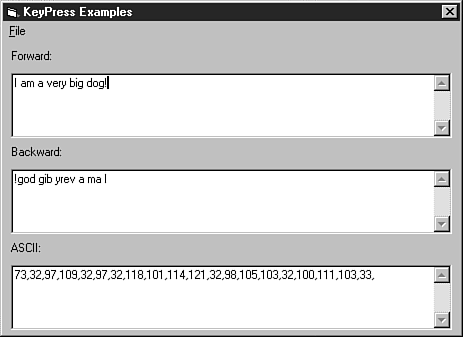 KeyPress Examples
File
Forward:
I am a very big dog!
Backward:
!god gib yrev a ma I
ASCII:
73,32,97,109,32,97,32,118,101,114,121,32,98,105,103,32,100,111,103,33,